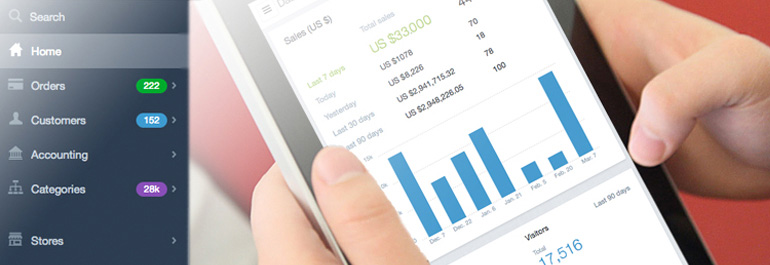 Search
Home
Orders 222
Customers 152
Accounting
Categories 28k
Stores
Sales (US $)
Total sales
Last 7 days US $33,000
Today US $1078 70
Yesterday US $8,226 18
Last 30 days US $2,941,715.32 78
Last 90 days US $2,948,226.05 100
15k
Dec. 7 Dec. 22 Jan. 6 Jan. 21 Feb. 5 Feb. 20 Mar. 7
Visitors Last 90 days
Total
17,516